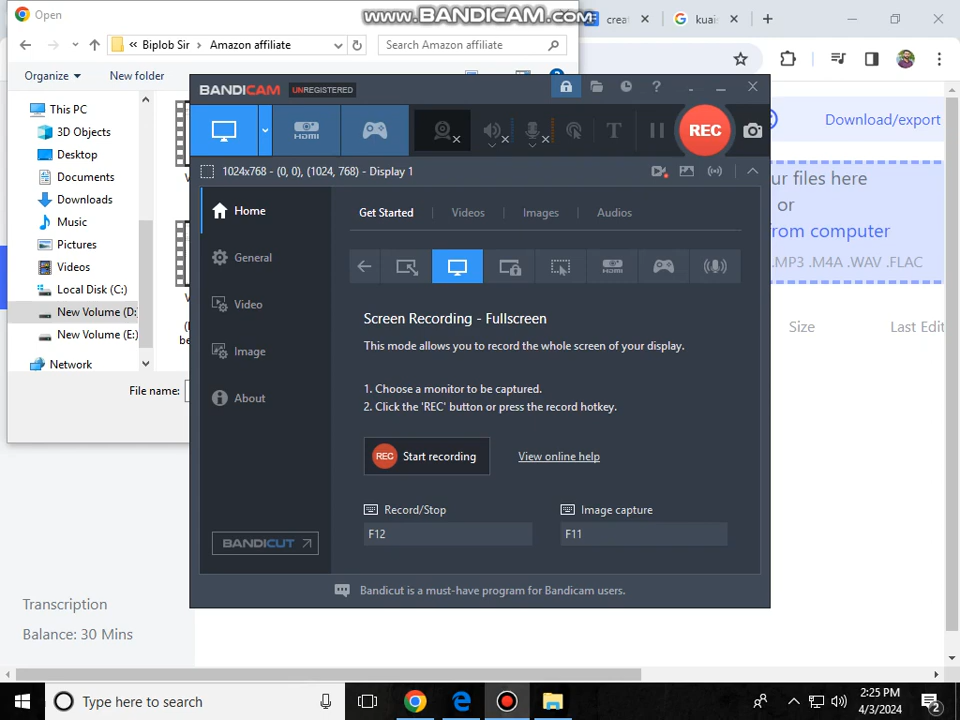 Open
www.BANDICAM.com
crea
kuai
« Biplob Sir › Amazon affiliate
Search Amazon affiliate
Organize
New folder
This PC
3D Objects
Desktop
Documents
Downloads
Music
Pictures
Videos
Local Disk (C:)
New Volume (D:
New Volume (E:)
Network
File name:
BANDICAM UNREGISTERED
HDMI
REC
1024x768 - (0, 0), (1024, 768) - Display 1
Home
General
Video
Image
About
BANDICUT
Get Started
Videos
Images
Audios
HDMI
Screen Recording - Fullscreen
This mode allows you to record the whole screen of your display.
1. Choose a monitor to be captured.
2. Click the 'REC' button or press the record hotkey.
REC Start recording
View online help
Record/Stop
Image capture
F12
F11
Bandicut is a must-have program for Bandicam users.
Download/export
ur files here
or
from computer
.MP3 .M4A .WAV .FLAC
Size
Last Edit
Transcription
Balance: 30 Mins
Type here to search
2:25 PM
4/3/2024
2